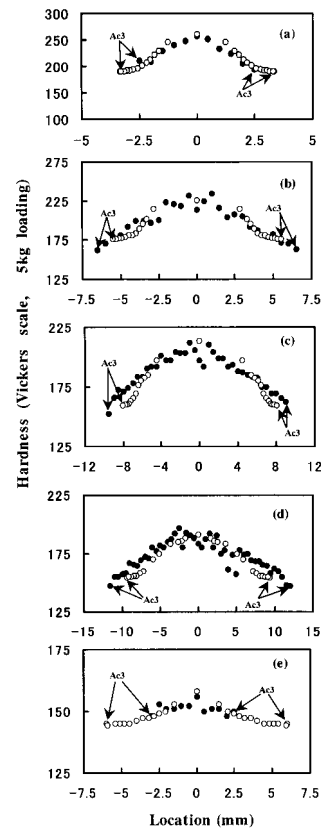 300
250
200
150
100
Ac3
(a)
Ac3
-5 -2.5 0 2.5 5
275
225
175
125
(b)
Ac3
Ac3
-7.5 -5 -2.5 0 2.5 5 7.5
Hardness (Vickers scale, 5kg loading)
225
175
125
(c)
Ac3
Ac3
-12 -8 -4 0 4 8 12
225
175
125
(d)
Ac3
Ac3
-15 -10 -5 0 5 10 15
175
150
125
(e)
Ac3
Ac3
-7.5 -5 -2.5 0 2.5 5 7.5
Location (mm)